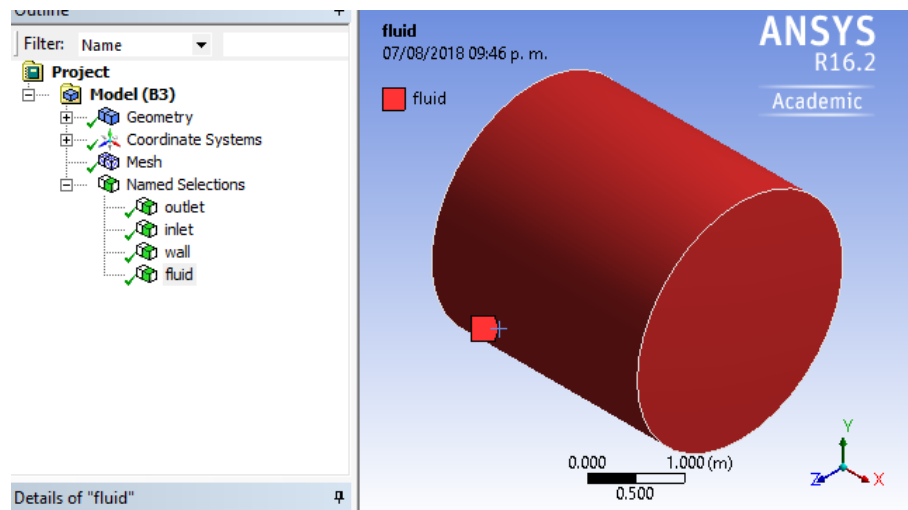 Outline
Filter: Name
Project
Model (B3)
Geometry
Coordinate Systems
Mesh
Named Selections
outlet
inlet
wall
fluid
Details of "fluid"
fluid
07/08/2018 09:46 p. m.
fluid
ANSYS
R16.2
Academic
0.000 1.000 (m)
0.500
Y
Z X